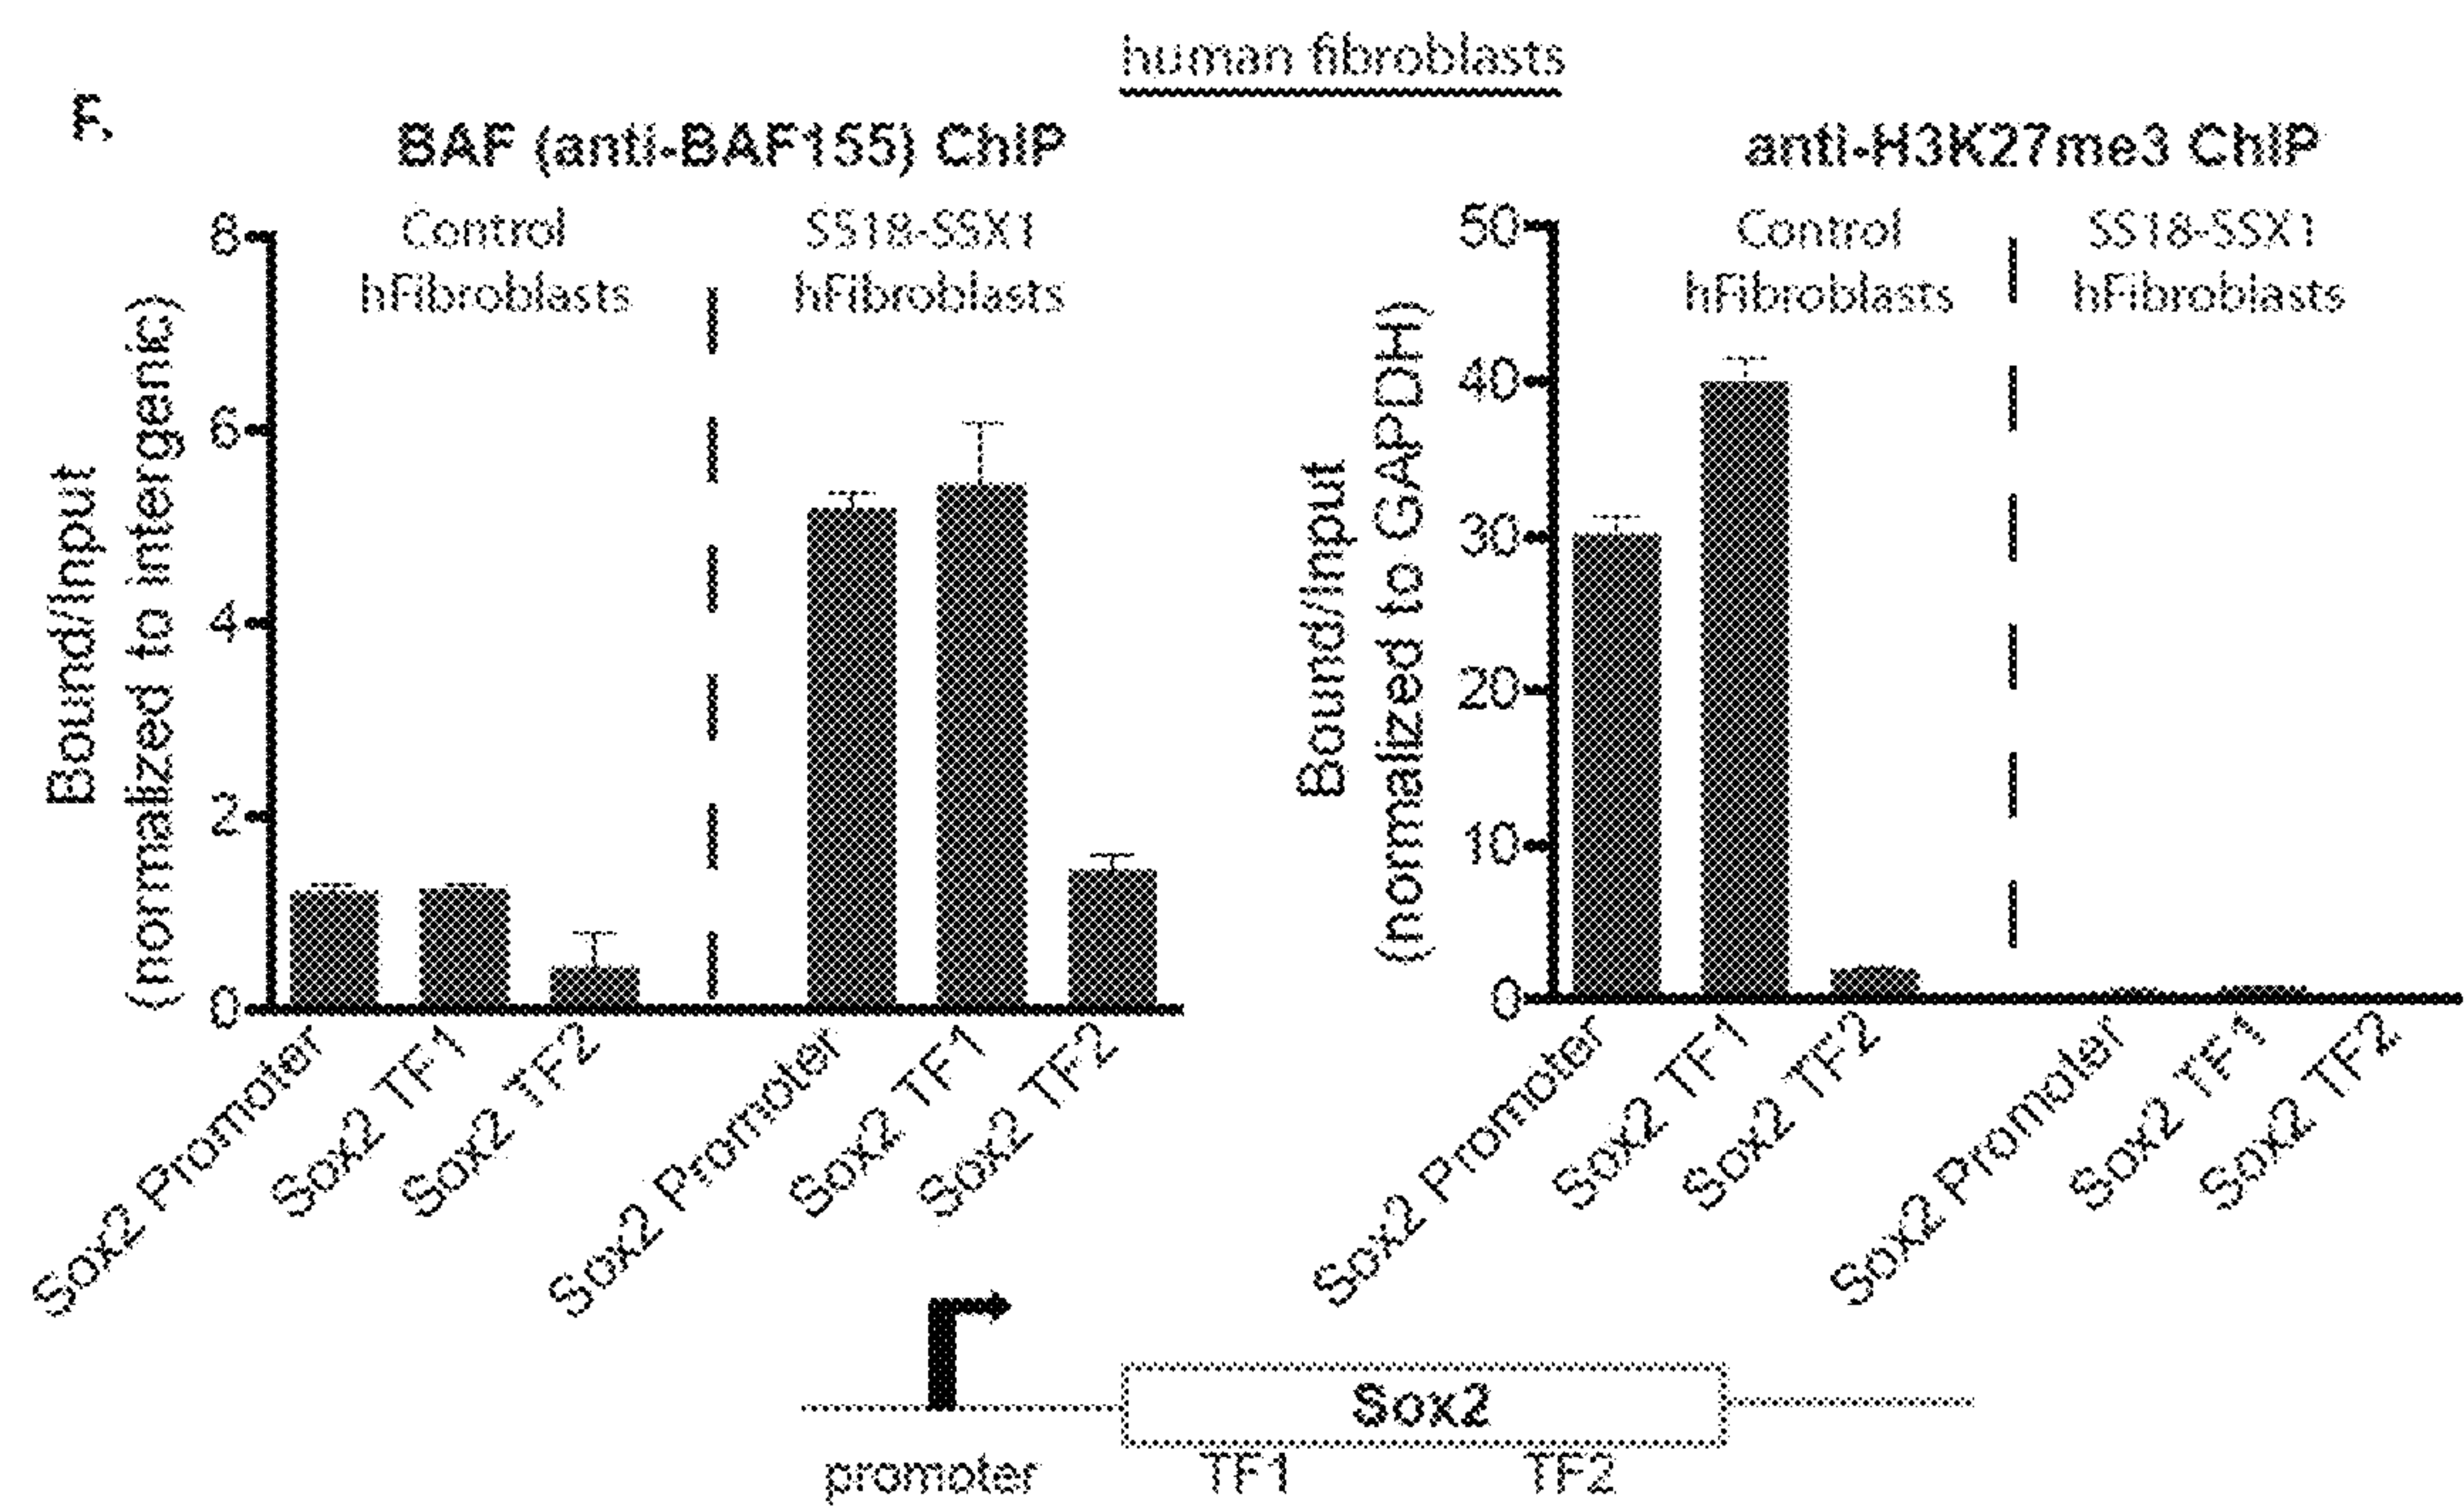 human fibroblasts
F.
BAF (anti-BAF155) ChIP
Control
hFibroblasts
SS18-SSX1
hFibroblasts
Bound/Input
(normalized to intergenic)
8
6
4
2
0
Sox2 Promoter
Sox2 TF1
Sox2 TF2
Sox2 Promoter
Sox2 TF1
Sox2 TF2
anti-H3K27me3 ChIP
Control
hFibroblasts
SS18-SSX1
hFibroblasts
Bound/Input
(normalized to GAPDH)
50
40
30
20
10
0
Sox2 Promoter
Sox2 TF1
Sox2 TF2
Sox2 Promoter
Sox2 TF1
Sox2 TF2
Sox2
promoter TF1 TF2